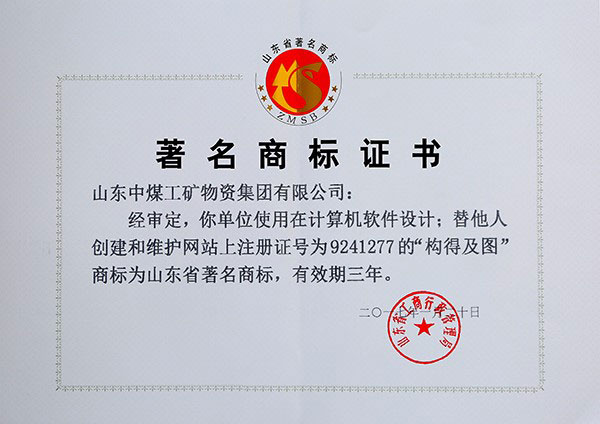 山东省著名商标
ZMSB
著名商标证书
山东中煤工矿物资集团有限公司：
经审定，你单位使用在计算机软件设计；替他人
创建和维护网站上注册证号为9241277的“构得及图”
商标为山东省著名商标，有效期三年。
二〇一七年一月二十日
山东省工商行政管理局